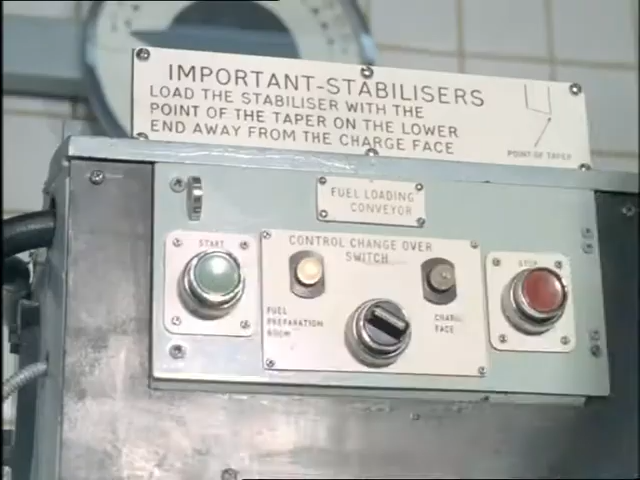 IMPORTANT-STABILISERS
LOAD THE STABILISER WITH THE
POINT OF THE TAPER ON THE LOWER
END AWAY FROM THE CHARGE FACE
POINT OF TAPER
FUEL LOADING
CONVEYOR
START
CONTROL CHANGE OVER
SWITCH
STOP
FUEL
PREPARATION
ROOM
CHARGE
FACE